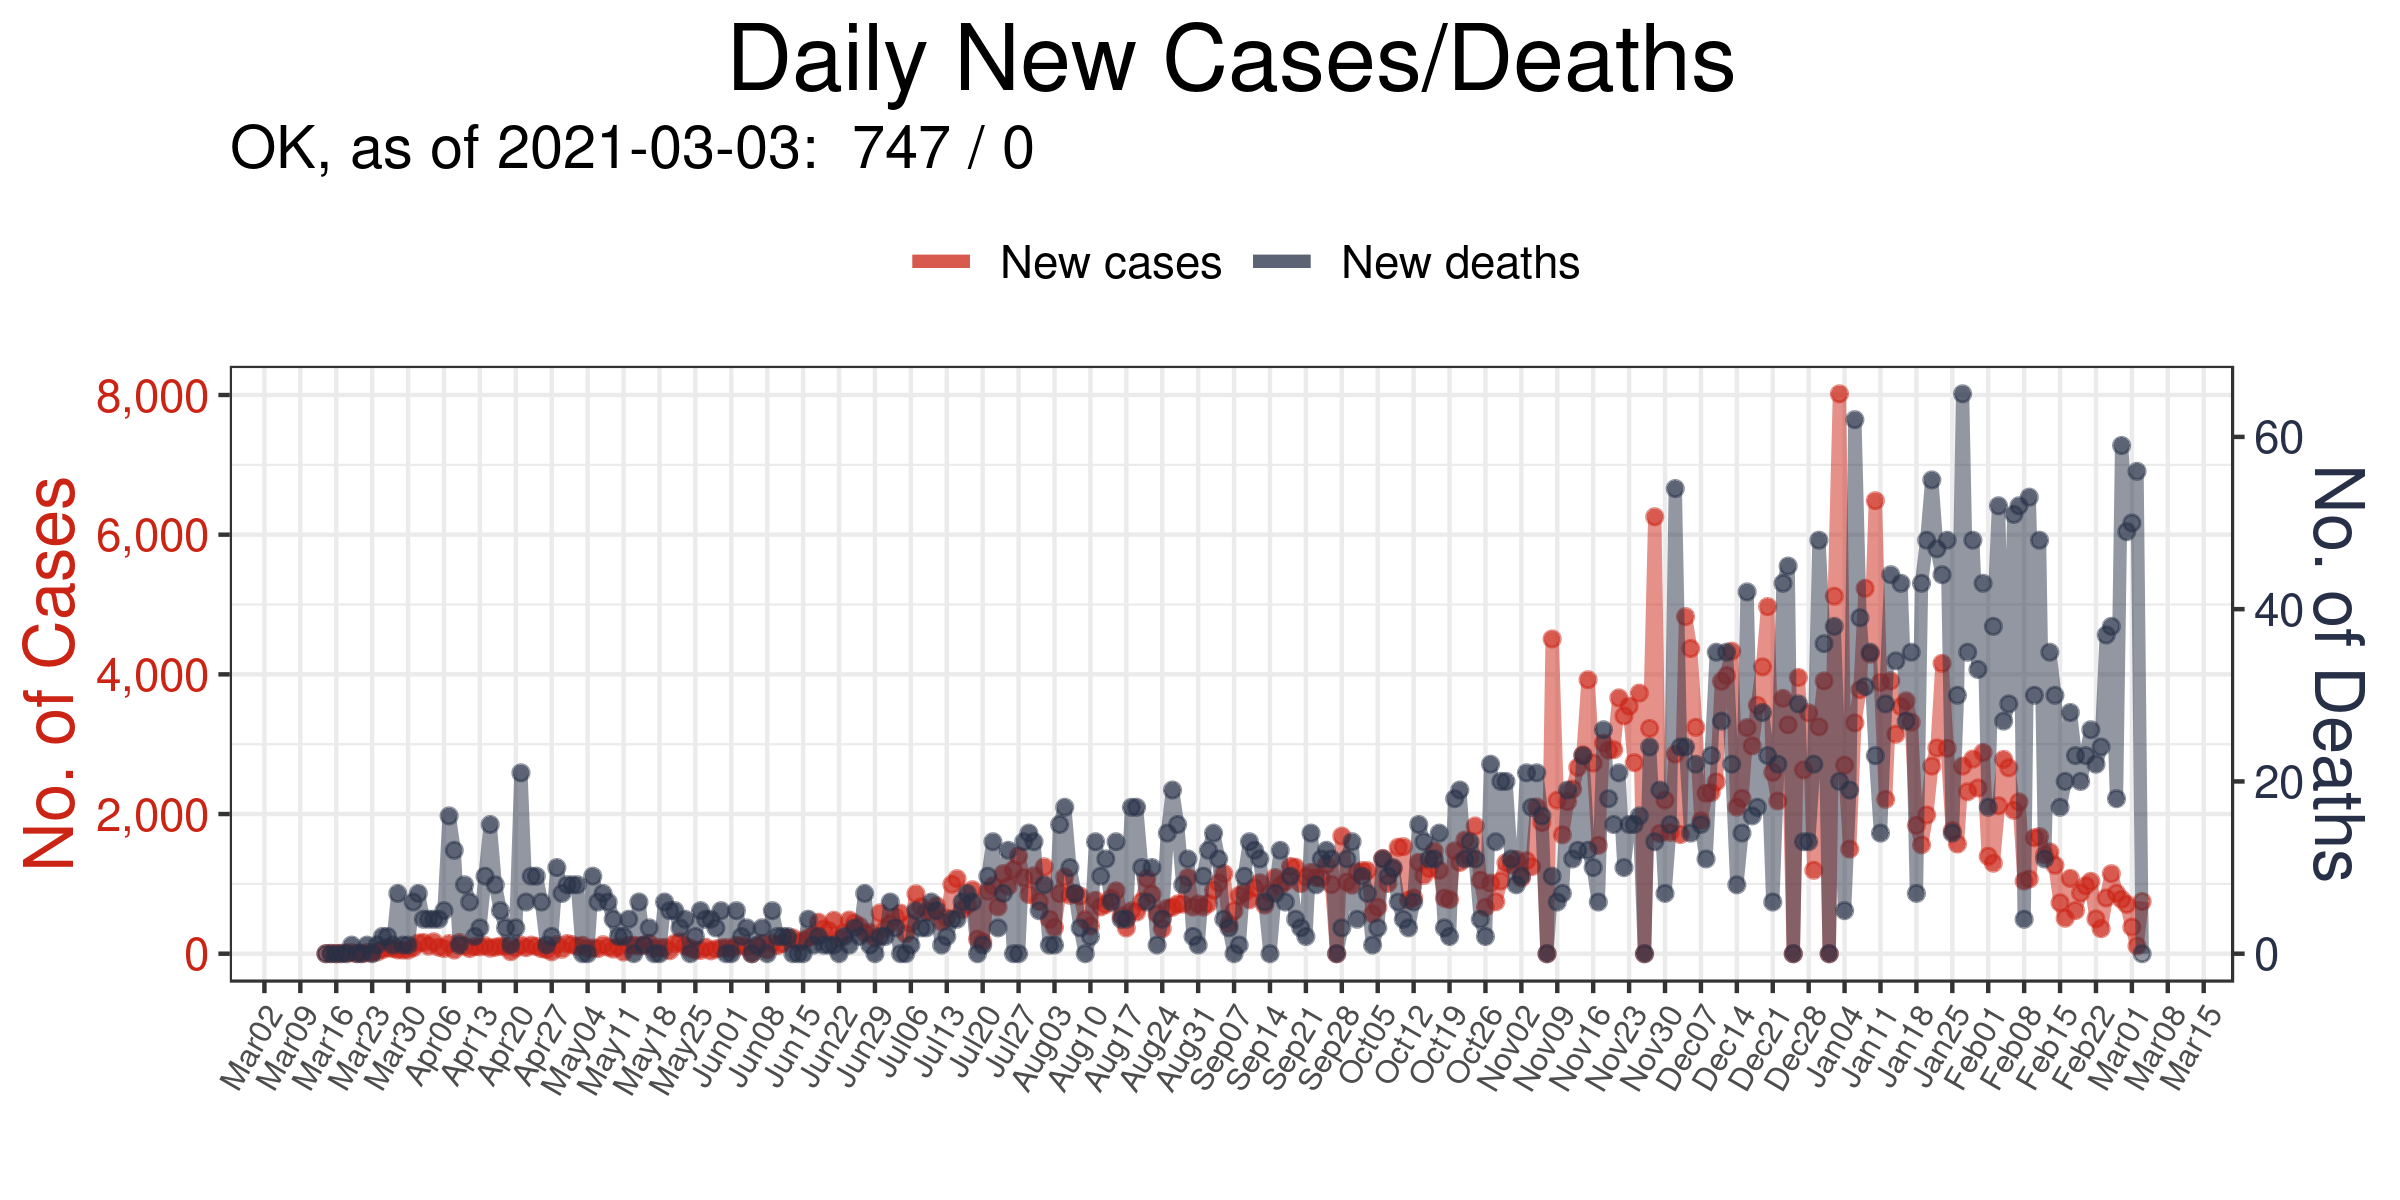 Daily New Cases/Deaths
OK, as of 2021-03-03:  747 / 0
New cases
New deaths
No. of Cases
8,000
6,000
4,000
2,000
0
60
40
20
0
No. of Deaths
Mar02
Mar09
Mar16
Mar23
Mar30
Apr06
Apr13
Apr20
Apr27
May04
May11
May18
May25
Jun01
Jun08
Jun15
Jun22
Jun29
Jul06
Jul13
Jul20
Jul27
Aug03
Aug10
Aug17
Aug24
Aug31
Sep07
Sep14
Sep21
Sep28
Oct05
Oct12
Oct19
Oct26
Nov02
Nov09
Nov16
Nov23
Nov30
Dec07
Dec14
Dec21
Dec28
Jan04
Jan11
Jan18
Jan25
Feb01
Feb08
Feb15
Feb22
Mar01
Mar08
Mar15